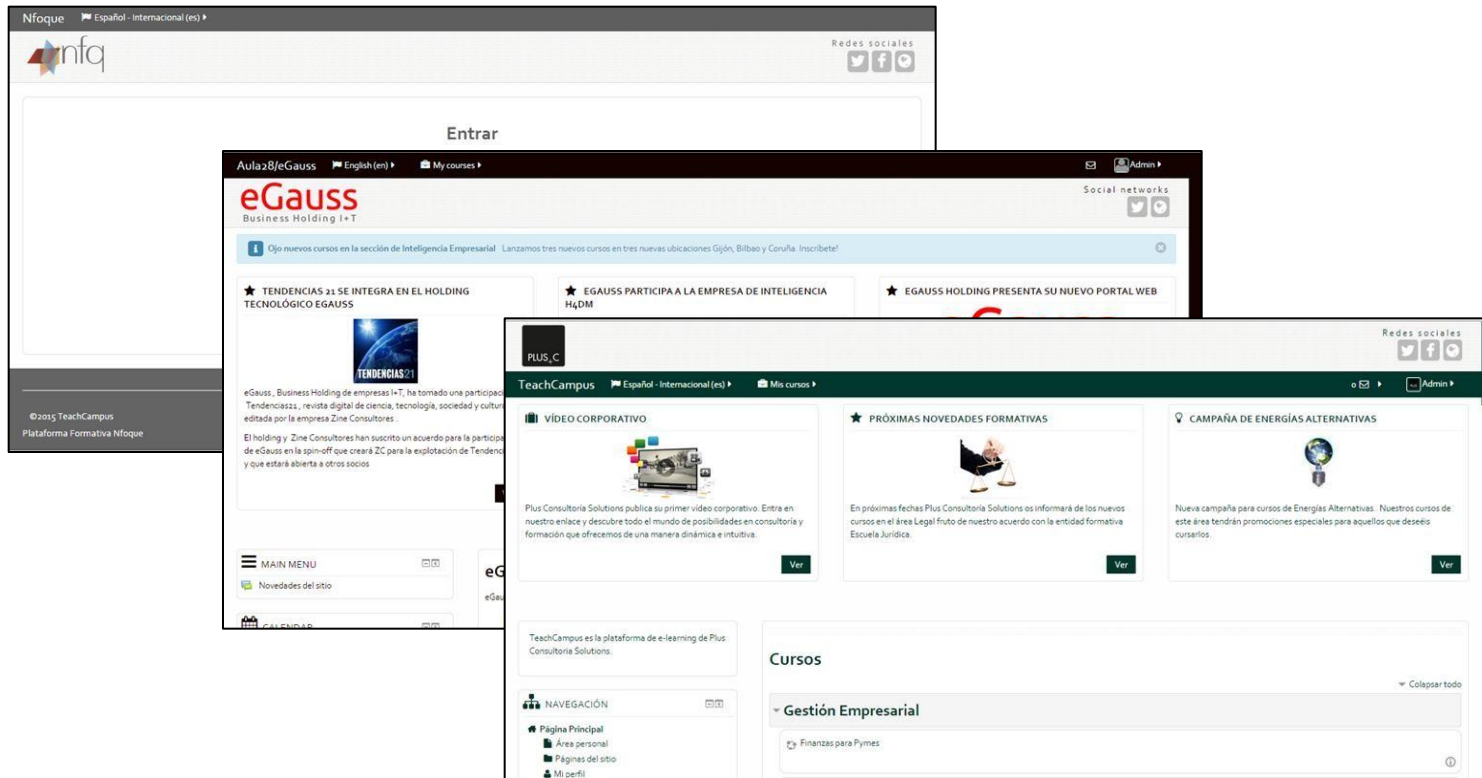 Nfoque Español - Internacional (es)
nfq
Redes sociales
Entrar
©2015 TeachCampus
Plataforma Formativa Nfoque
Aula28/eGauss English (en) My courses
Admin
eGauss
Business Holding I+T
Social networks
Ojo nuevos cursos en la sección de Inteligencia Empresarial Lanzamos tres nuevos cursos en tres nuevas ubicaciones Gijón, Bilbao y Coruña. Inscríbete!
TENDENCIAS 21 SE INTEGRA EN EL HOLDING
TECNOLÓGICO EGAUSS
TENDENCIAS21
eGauss , Business Holding de empresas I+T, ha tomado una
Tendencias21 , revista digital de ciencia, tecnología, sociedad y
editada por la empresa Zine Consultores .
El holding y Zine Consultores han suscrito un acuerdo para la
de eGauss en la spin-off que creará ZC para la explotación de
y que estará abierta a otros socios
EGAUSS PARTICIPA A LA EMPRESA DE INTELIGENCIA
H4DM
EGAUSS HOLDING PRESENTA SU NUEVO PORTAL WEB
eGauss
MAIN MENU
Novedades del sitio
CALENDAR
PLUS,C
Redes sociales
TeachCampus Español - Internacional (es) Mis cursos
0 Admin
VÍDEO CORPORATIVO
Plus Consultoría Solutions publica su primer vídeo corporativo. Entra en
nuestro enlace y descubre todo el mundo de posibilidades en consultoría y
formación que ofrecemos de una manera dinámica e intuitiva.
Ver
PRÓXIMAS NOVEDADES FORMATIVAS
En próximas fechas Plus Consultoría Solutions os informará de los nuevos
cursos en el área Legal fruto de nuestro acuerdo con la entidad formativa
Escuela Jurídica.
Ver
CAMPAÑA DE ENERGÍAS ALTERNATIVAS
Nueva campaña para cursos de Energías Alternativas. Nuestros cursos de
este área tendrán promociones especiales para aquellos que deseéis
cursarlos.
Ver
TeachCampus es la plataforma de e-learning de Plus
Consultoria Solutions.
NAVEGACIÓN
Página Principal
Área personal
Páginas del sitio
Mi perfil
Cursos
Colapsar todo
Gestión Empresarial
Finanzas para Pymes